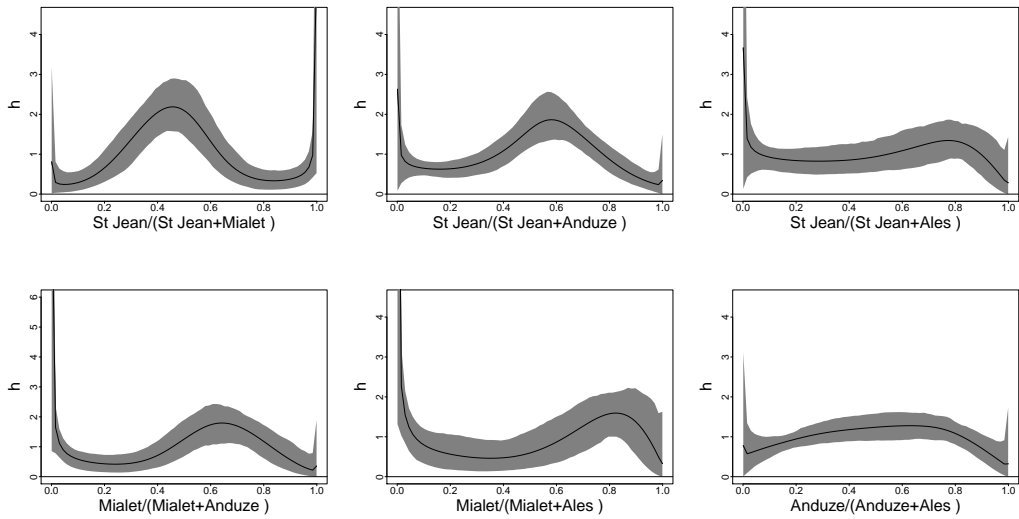 h
4
3
2
1
0
0.0 0.2 0.4 0.6 0.8 1.0
St Jean/(St Jean+Mialet )
h
4
3
2
1
0
0.0 0.2 0.4 0.6 0.8 1.0
St Jean/(St Jean+Anduze )
h
4
3
2
1
0
0.0 0.2 0.4 0.6 0.8 1.0
St Jean/(St Jean+Ales )
h
6
5
4
3
2
1
0
0.0 0.2 0.4 0.6 0.8 1.0
Mialet/(Mialet+Anduze )
h
4
3
2
1
0
0.0 0.2 0.4 0.6 0.8 1.0
Mialet/(Mialet+Ales )
h
4
3
2
1
0
0.0 0.2 0.4 0.6 0.8 1.0
Anduze/(Anduze+Ales )